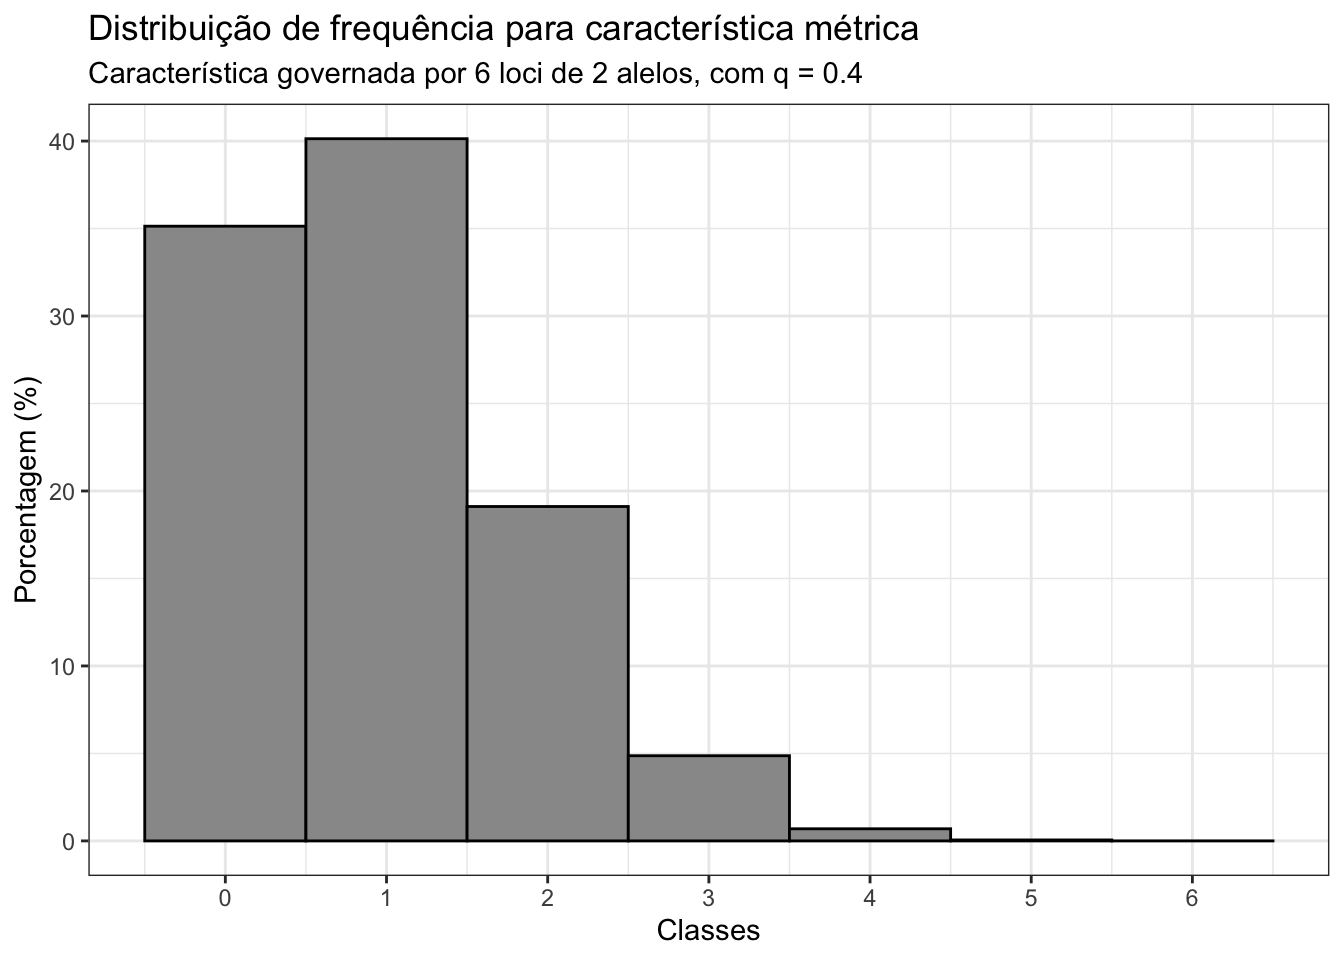 Distribuição de frequência para característica métrica
Característica governada por 6 loci de 2 alelos, com q = 0.4
40
30
20
10
0
Porcentagem (%)
0 1 2 3 4 5 6
Classes